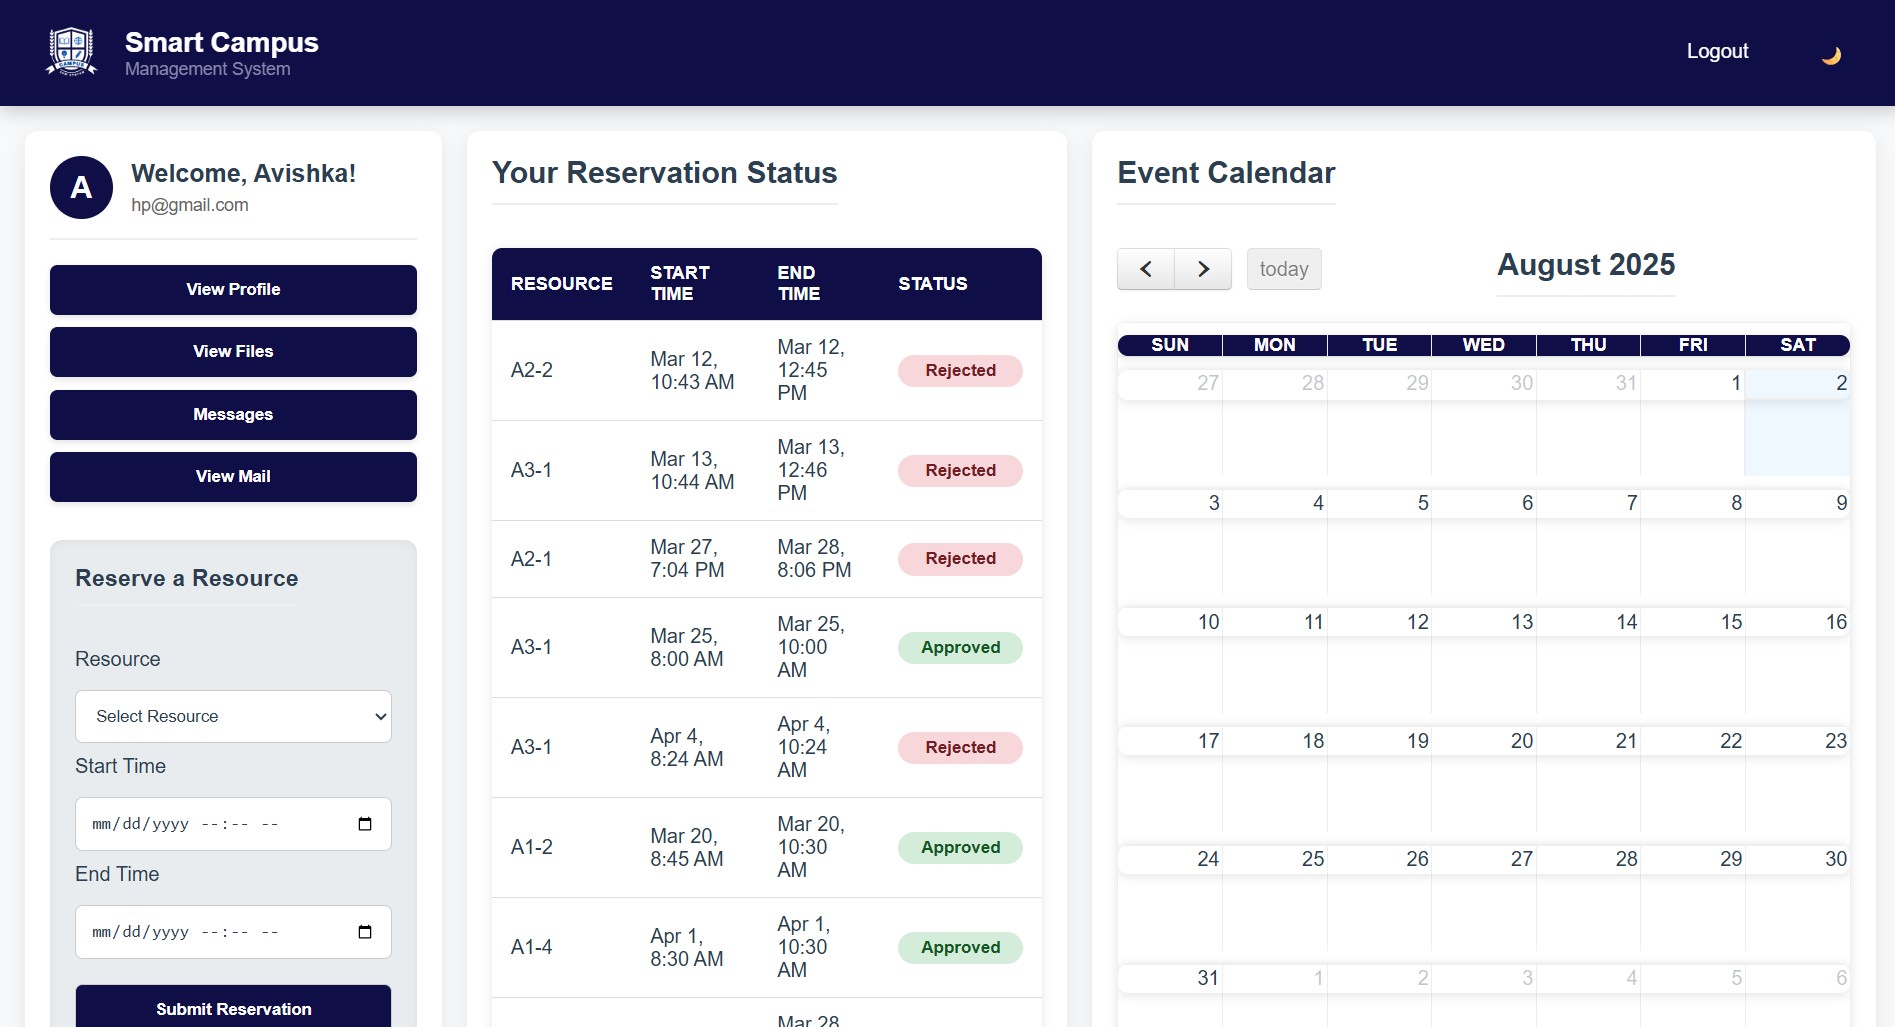 CAMPUS
Smart Campus
Management System
Logout
A
Welcome, Avishka!
hp@gmail.com
View Profile
View Files
Messages
View Mail
Reserve a Resource
Resource
Select Resource
Start Time
mm/dd/yyyy --:-- --
End Time
mm/dd/yyyy --:-- --
Submit Reservation
Your Reservation Status
RESOURCE START TIME END TIME STATUS
A2-2 Mar 12, 10:43 AM Mar 12, 12:45 PM Rejected
A3-1 Mar 13, 10:44 AM Mar 13, 12:46 PM Rejected
A2-1 Mar 27, 7:04 PM Mar 28, 8:06 PM Rejected
A3-1 Mar 25, 8:00 AM Mar 25, 10:00 AM Approved
A3-1 Apr 4, 8:24 AM Apr 4, 10:24 AM Rejected
A1-2 Mar 20, 8:45 AM Mar 20, 10:30 AM Approved
A1-4 Apr 1, 8:30 AM Apr 1, 10:30 AM Approved
Mar 28
Event Calendar
today
August 2025
SUN MON TUE WED THU FRI SAT
27 28 29 30 31 1 2
3 4 5 6 7 8 9
10 11 12 13 14 15 16
17 18 19 20 21 22 23
24 25 26 27 28 29 30
31 1 2 3 4 5 6